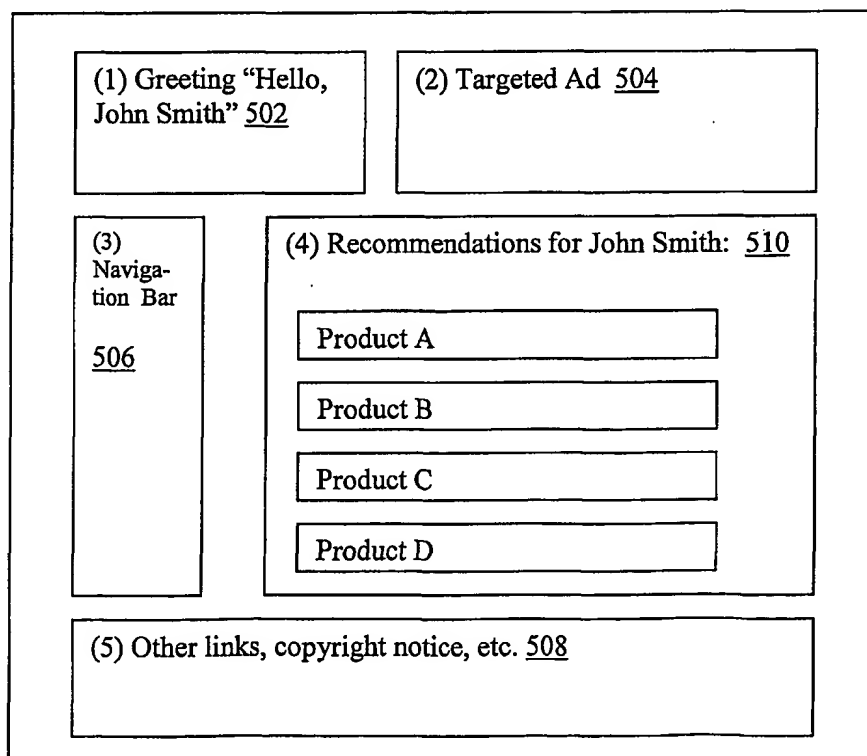 (1) Greeting “Hello,
John Smith” 502
(2) Targeted Ad 504
(3)
Naviga-
tion Bar
506
(4) Recommendations for John Smith: 510
Product A
Product B
Product C
Product D
(5) Other links, copyright notice, etc. 508